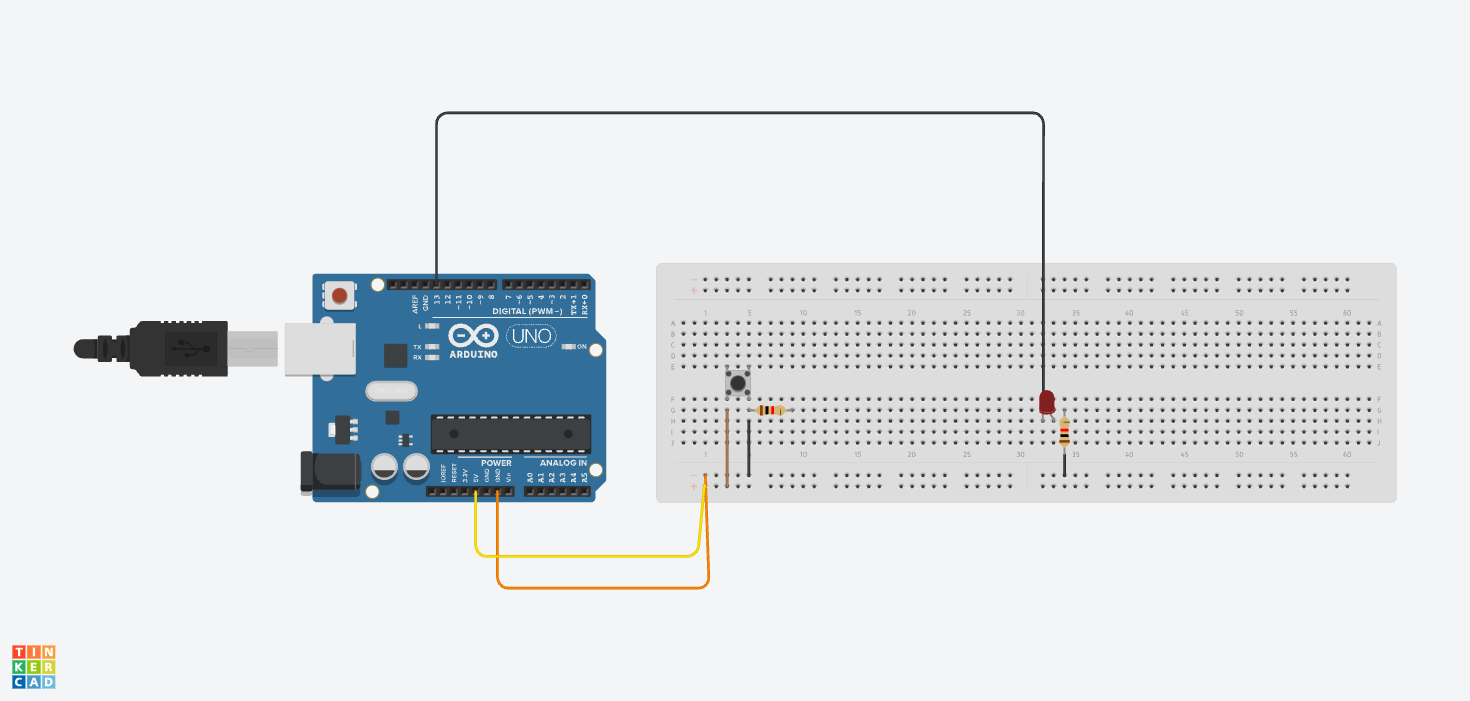 AREF
GND
13
12
~11
~10
~9
8
7
~6
~5
4
~3
2
TX→1
RX←0
DIGITAL (PWM~)
L
TX
RX
UNO
ARDUINO
ON
POWER
ANALOG IN
IOREF
RESET
3.3V
5V
GND
GND
Vin
A0
A1
A2
A3
A4
A5
1 5 10 15 20 25 30 35 40 45 50 55 60
A A
B B
C C
D D
E E
F F
G G
H H
I I
J J
1 10 15 20 25 30 35 40 45 50 55 60
TIN
KER
CAD